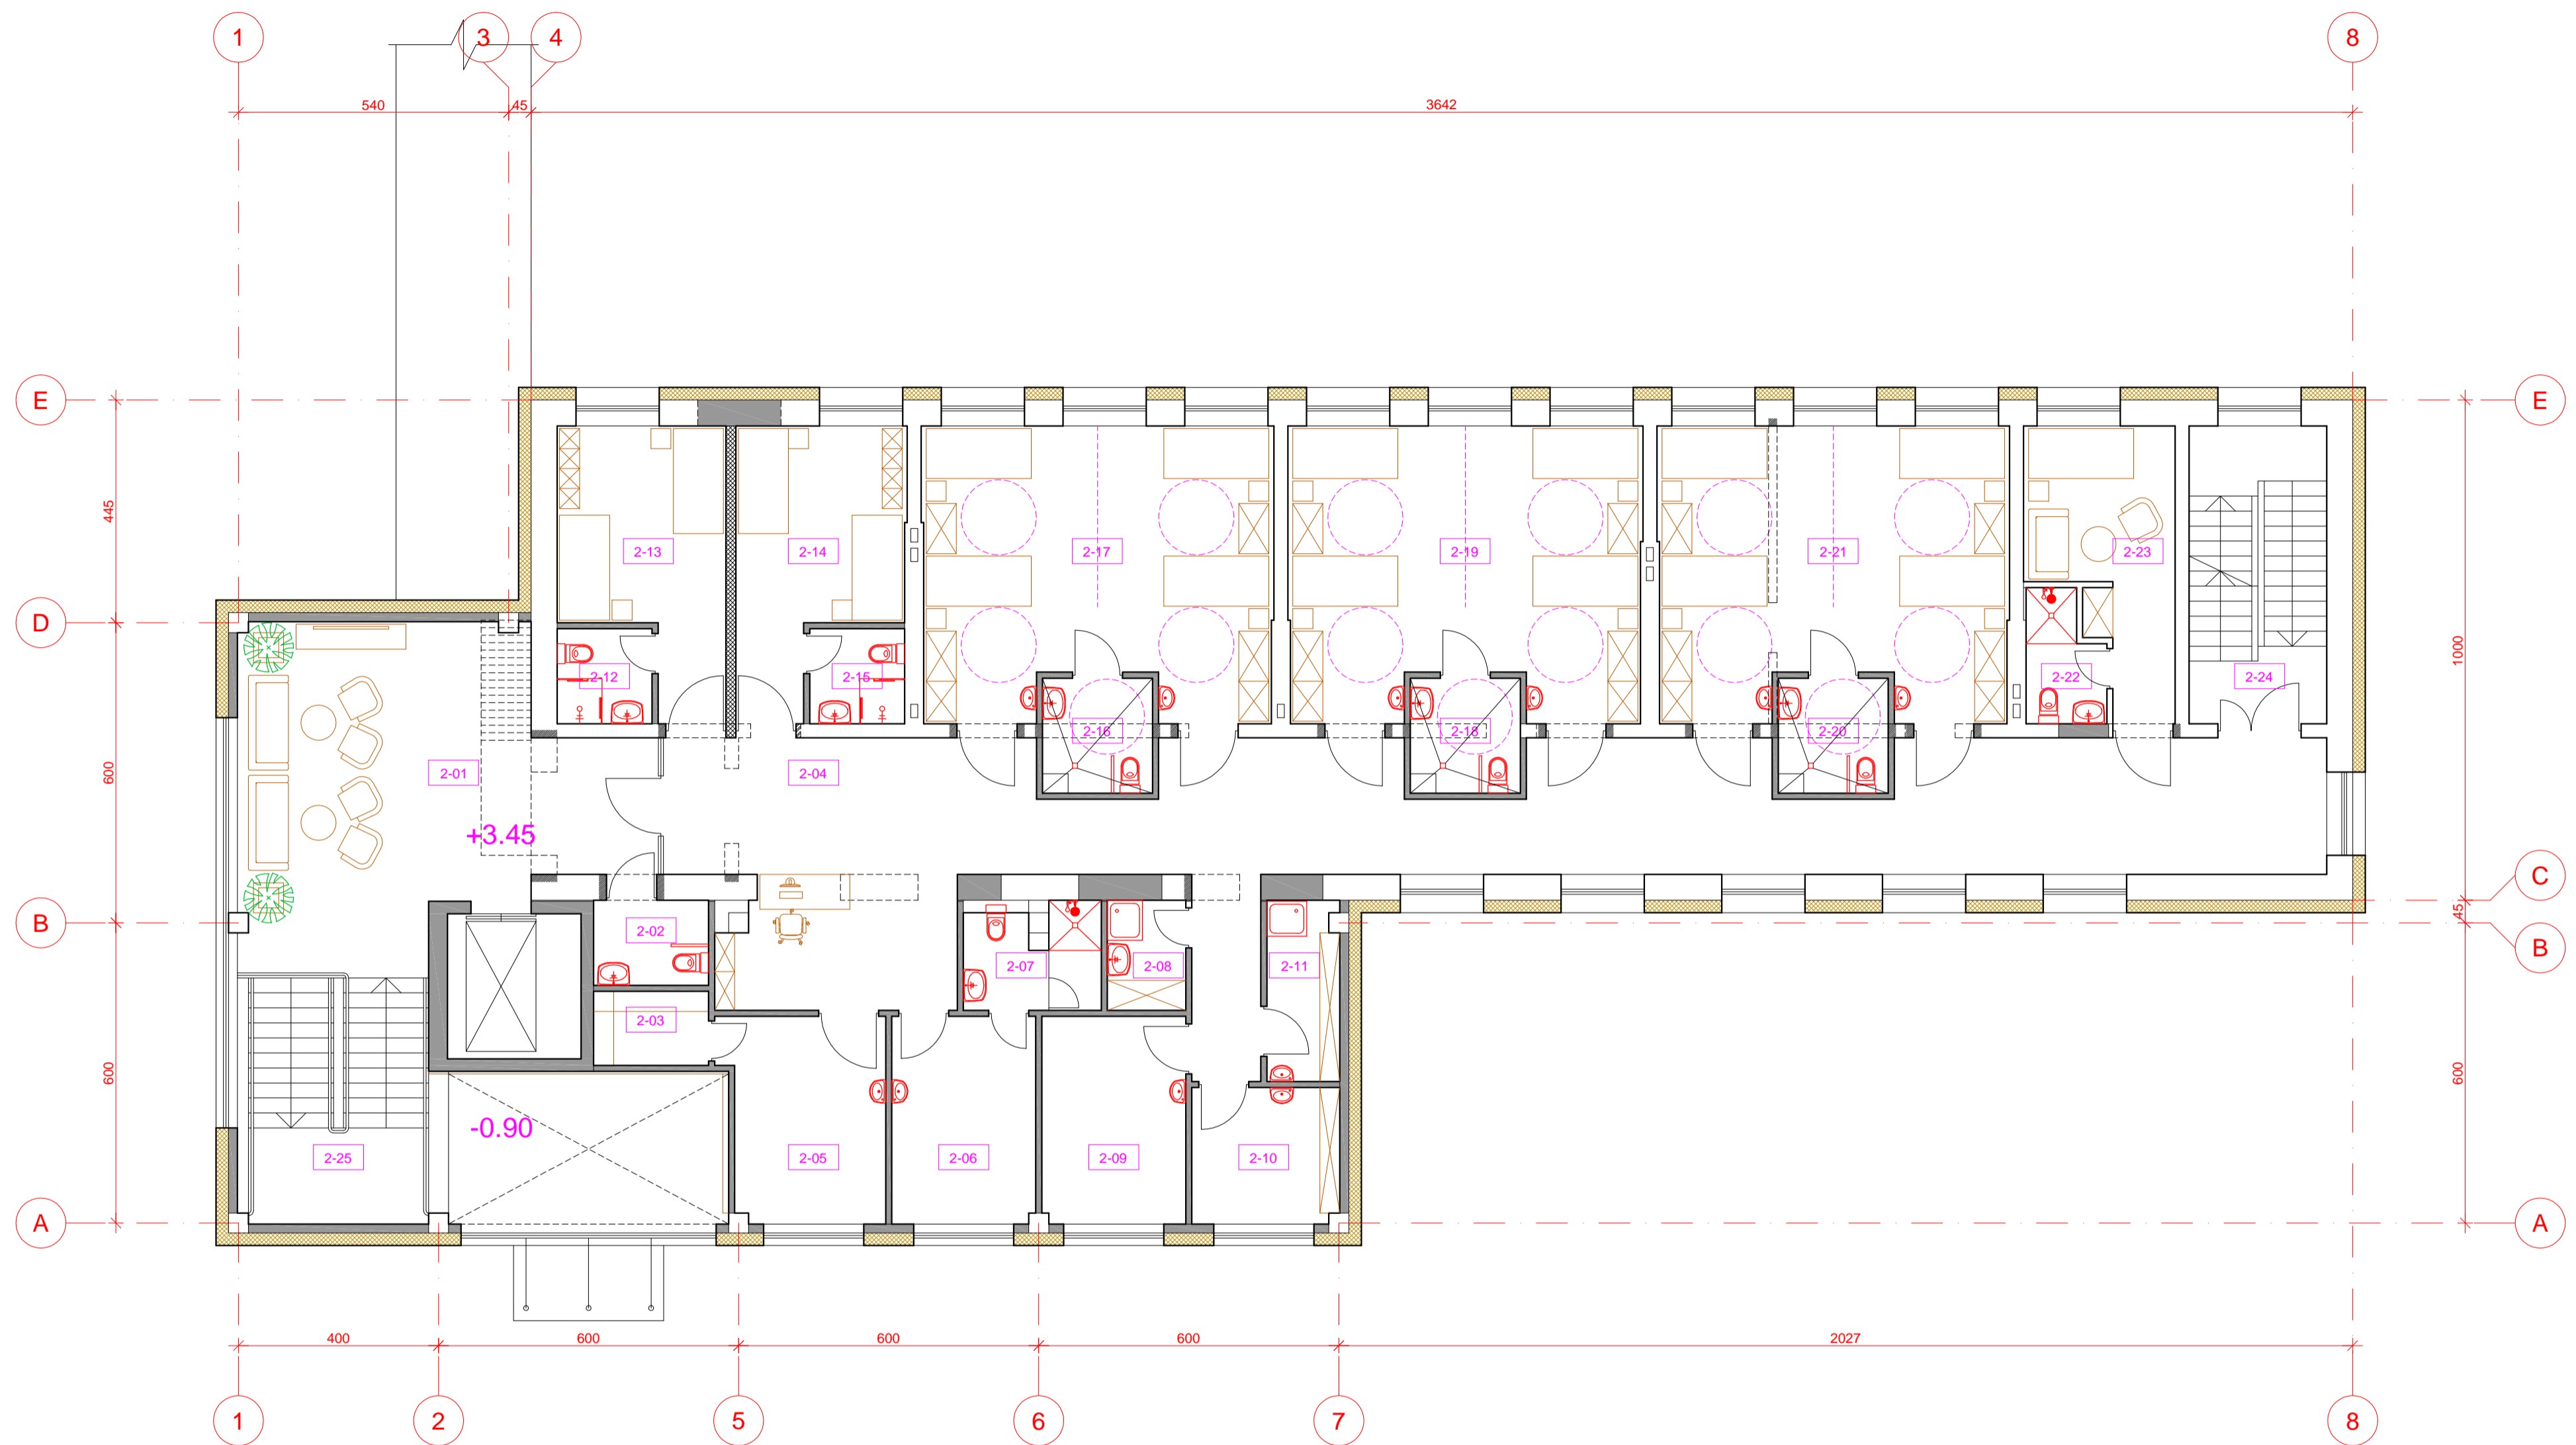 1 3 4 8
540 45 3642
E E
445
2-13 2-14 2-17 2-19 2-21 2-23
D
1000
2-12 2-15 2-22 2-24
2-16 2-18 2-20
600
2-01 2-04
+3.45
C
45
B
2-02
B
2-07 2-08 2-11
2-03
600 600
-0.90
2-25 2-05 2-06 2-09 2-10
A A
400 600 600 600 2027
1 2 5 6 7 8